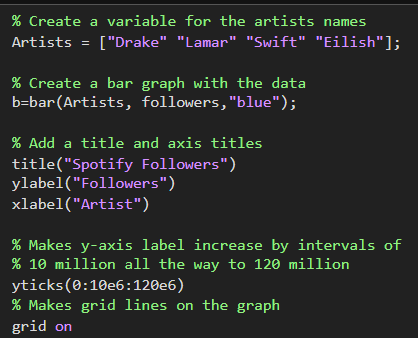 % Create a variable for the artists names
Artists = ["Drake" "Lamar" "Swift" "Eilish"];
% Create a bar graph with the data
b=bar(Artists, followers,"blue");
% Add a title and axis titles
title("Spotify Followers")
ylabel("Followers")
xlabel("Artist")
% Makes y-axis label increase by intervals of
% 10 million all the way to 120 million
yticks(0:10e6:120e6)
% Makes grid lines on the graph
grid on